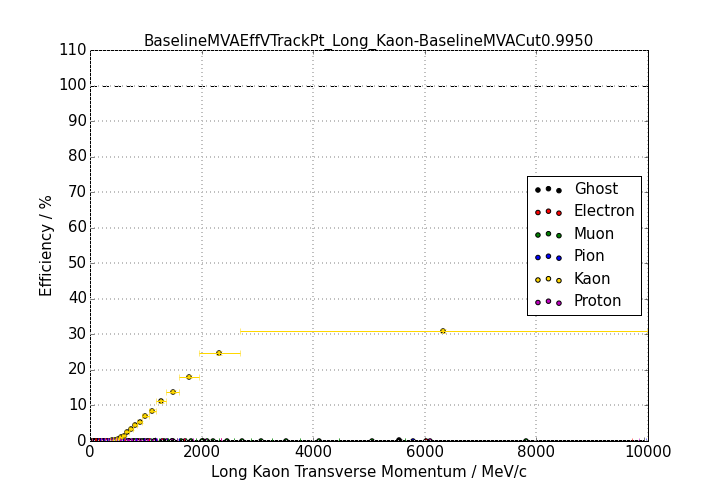 BaselineMVAEffVTrackPt_Long_Kaon-BaselineMVACut0.9950
110
100
90
80
70
60
50
40
30
20
10
0
Efficiency / %
Ghost
Electron
Muon
Pion
Kaon
Proton
0 2000 4000 6000 8000 10000
Long Kaon Transverse Momentum / MeV/c